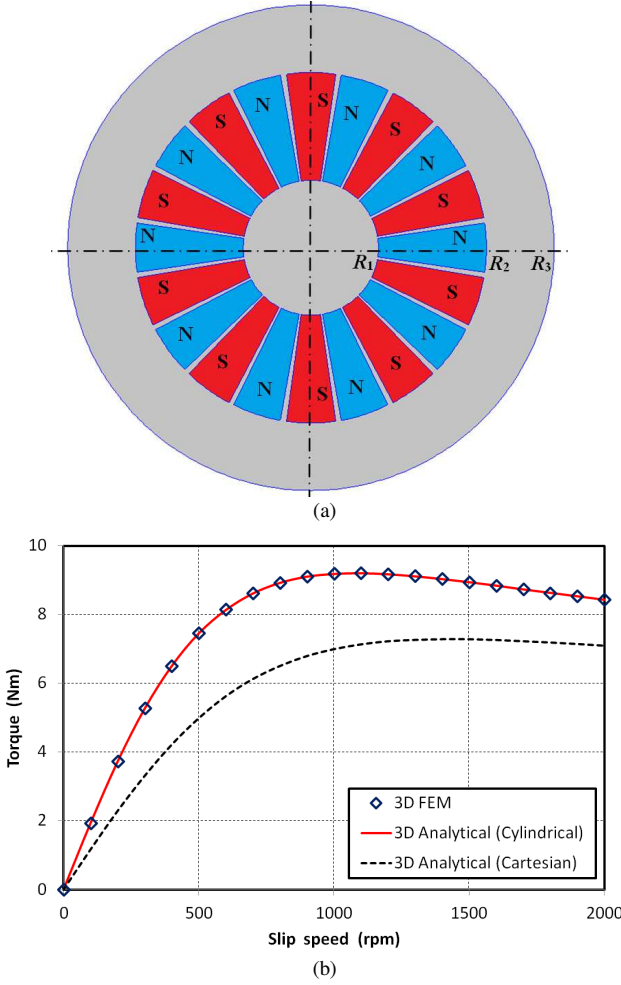 S
N
N
S
S
N
N
S
S
N
N
R₁
R₂
R₃
S
S
N
N
S
S
N
N
S
(a)
10
8
6
4
2
0
Torque (Nm)
3D FEM
3D Analytical (Cylindrical)
3D Analytical (Cartesian)
0
500
1000
1500
2000
Slip speed (rpm)
(b)